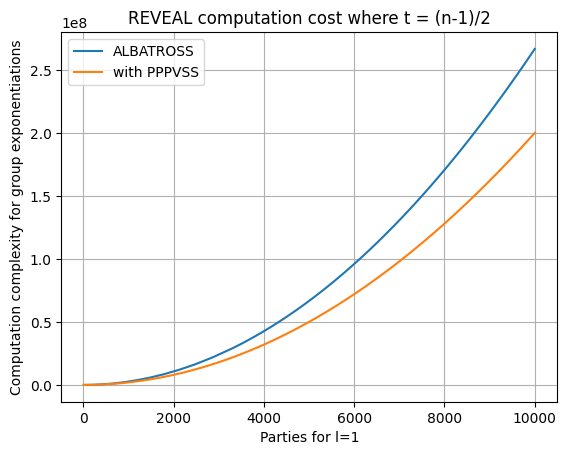 REVEAL computation cost where t = (n-1)/2
1e8
ALBATROSS
with PPPVSS
2.5
2.0
1.5
1.0
0.5
0.0
Computation complexity for group exponentiations
0 2000 4000 6000 8000 10000
Parties for l=1